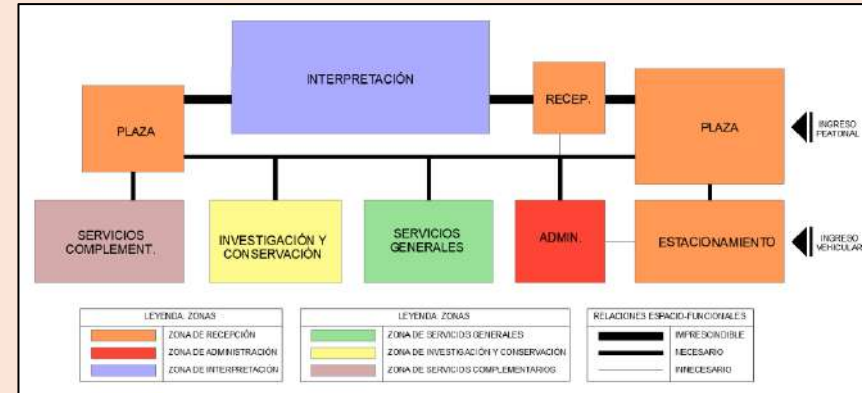 INTERPRETACIÓN
RECEP.
PLAZA
PLAZA
INGRESO
PEATONAL
SERVICIOS
COMPLEMENT.
INVESTIGACIÓN Y
CONSERVACIÓN
SERVICIOS
GENERALES
ADMIN.
ESTACIONAMIENTO
INGRESO
VEHICULAR
LEYENDA: ZONAS
ZONA DE RECEPCIÓN
ZONA DE ADMINISTRACIÓN
ZONA DE INTERPRETACIÓN
LEYENDA: ZONAS
ZONA DE SERVICIOS GENERALES
ZONA DE INVESTIGACIÓN Y CONSERVACIÓN
ZONA DE SERVICIOS COMPLEMENTARIOS
RELACIONES ESPACIO-FUNCIONALES
IMPRESCINDIBLE
NECESARIO
INNECESARIO